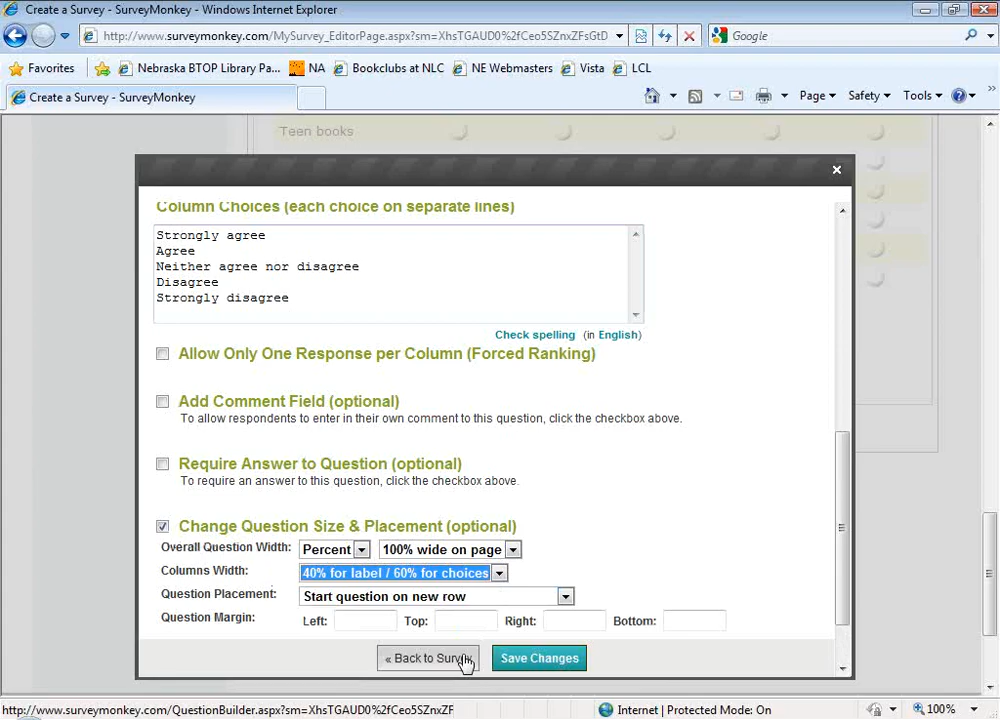 Create a Survey - SurveyMonkey - Windows Internet Explorer
http://www.surveymonkey.com/MySurvey_EditorPage.aspx?sm=XhsTGAUD0%2fCeo5SZnxZFsGtD
Google
Favorites
Nebraska BTOP Library Pa...
NA
Bookclubs at NLC
NE Webmasters
Vista
LCL
Create a Survey - SurveyMonkey
Page
Safety
Tools
»
Teen books
Column Choices (each choice on separate lines)
Strongly agree
Agree
Neither agree nor disagree
Disagree
Strongly disagree
Check spelling (in English)
Allow Only One Response per Column (Forced Ranking)
Add Comment Field (optional)
To allow respondents to enter in their own comment to this question, click the checkbox above.
Require Answer to Question (optional)
To require an answer to this question, click the checkbox above.
Change Question Size & Placement (optional)
Overall Question Width: Percent 100% wide on page
Columns Width: 40% for label / 60% for choices
Question Placement: Start question on new row
Question Margin: Left: Top: Right: Bottom:
« Back to Survey Save Changes
http://www.surveymonkey.com/QuestionBuilder.aspx?sm=XhsTGAUD0%2fCeo5SZnxZF
Internet | Protected Mode: On
100%